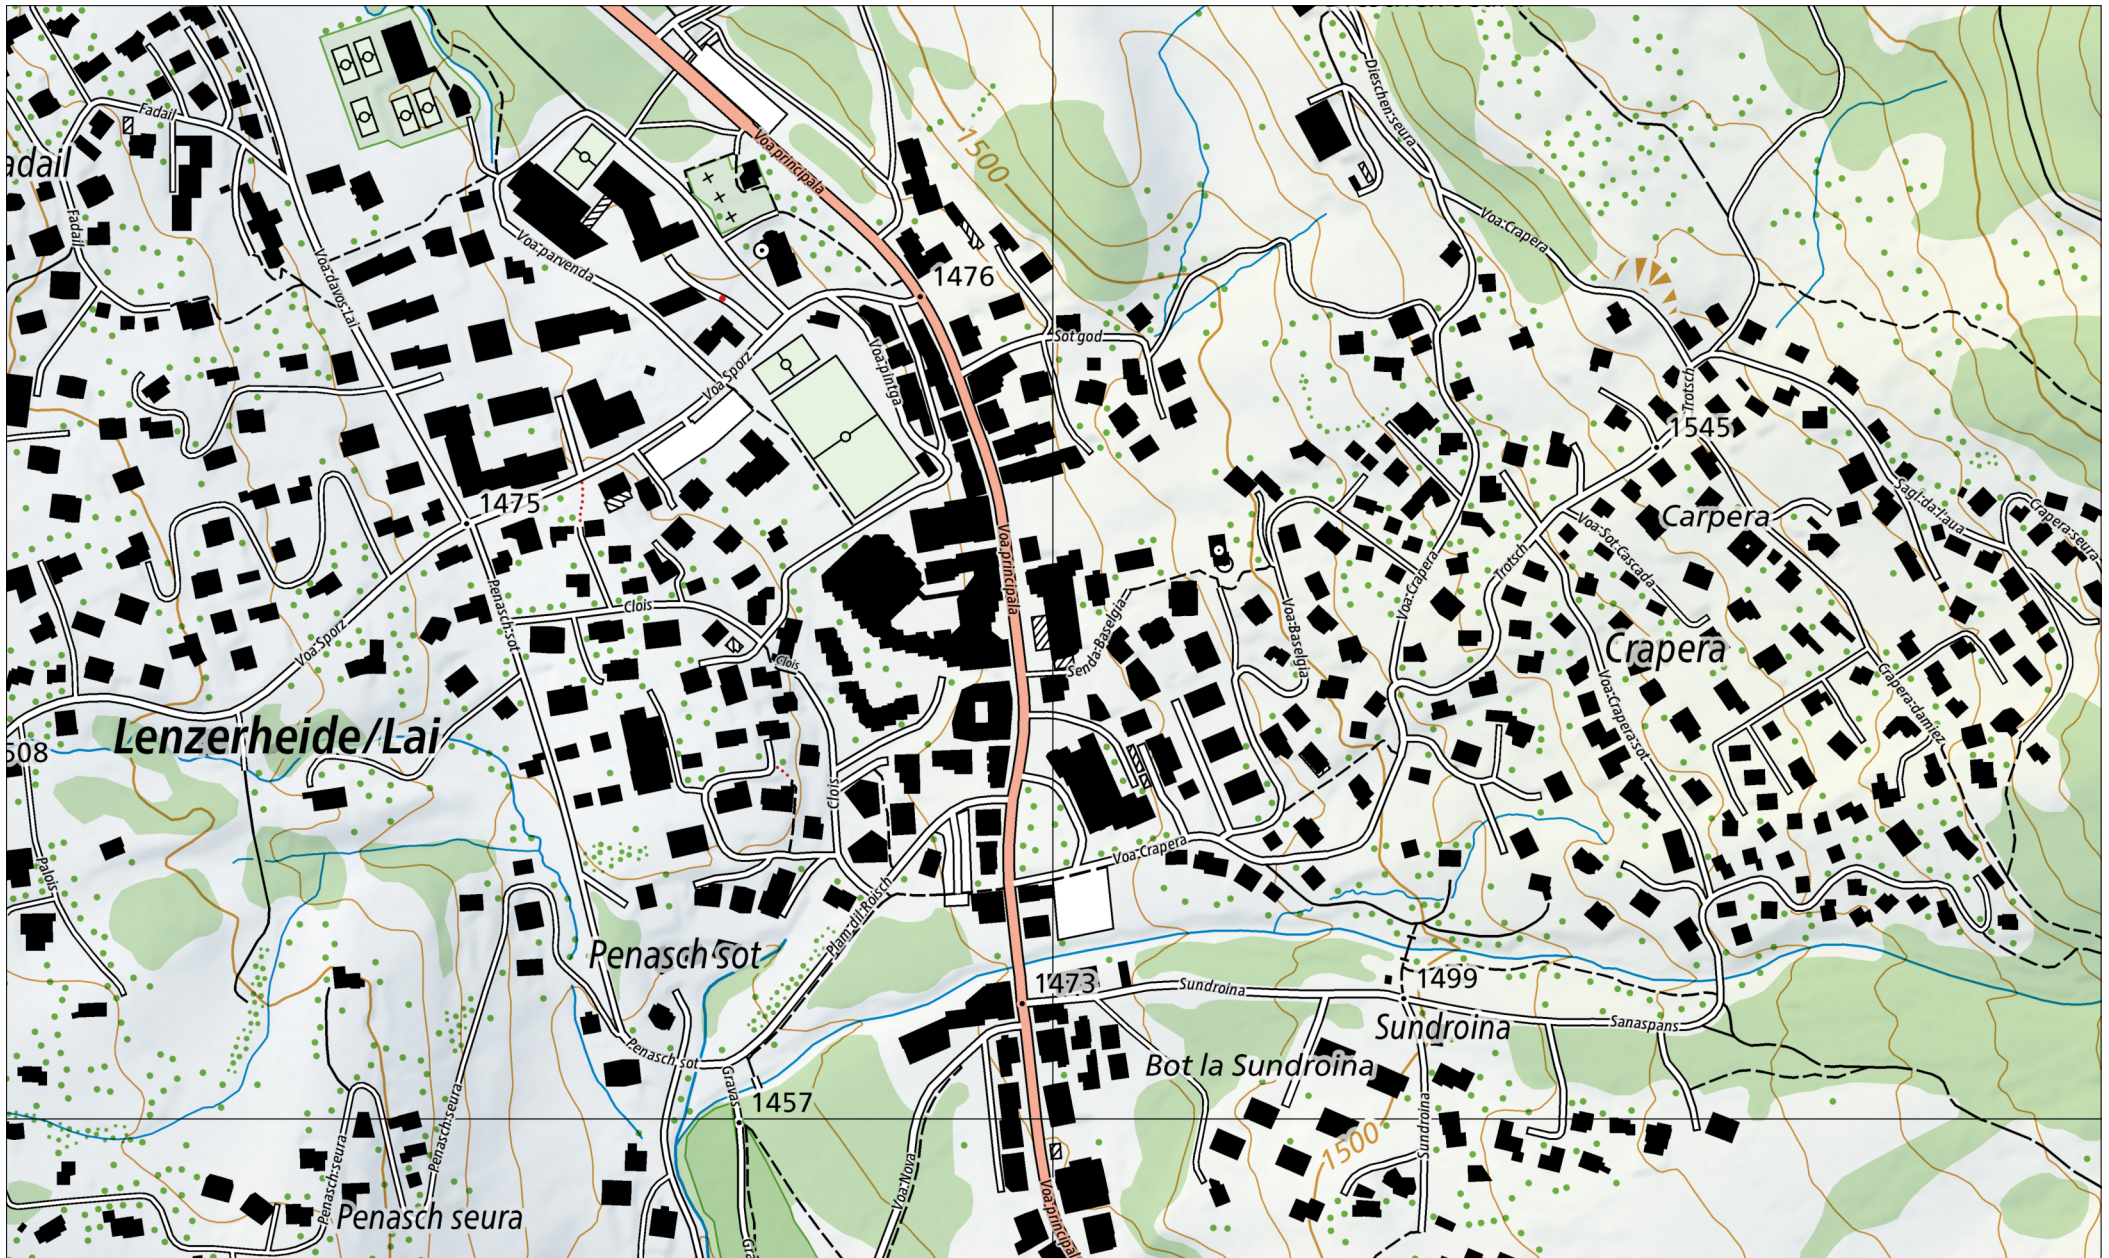 Fadail
Voa principala
Dieschen seura
1500
Fadail
Voa Crapera
Voa parvenda
Voa davos Lai
1476
Sot god
Voa pintga
Voa Sporz
Trotsch
1545
1475
Sagl da l'aua
Crapera seura
Carpera
Voa Sot Cascada
Voa principala
Trotsch
Voa Crapera
Penasch sot
Clois
Senda Baselgia
Voa Baselgia
Voa Sporz
Crapera
Clois
Crapera damiez
Voa Crapera sot
Lenzerheide/Lai
508
Clois
Voa Crapera
Palois
Plam dil Roisch
Penasch sot
1473
Sundroina
1499
Sundroina
Sanaspans
Penasch sot
Bot la Sundroina
Gravas
1457
Penasch seura
Sundroina
1500
Penasch seura
Voa Nova
Voa principala
Penasch seura